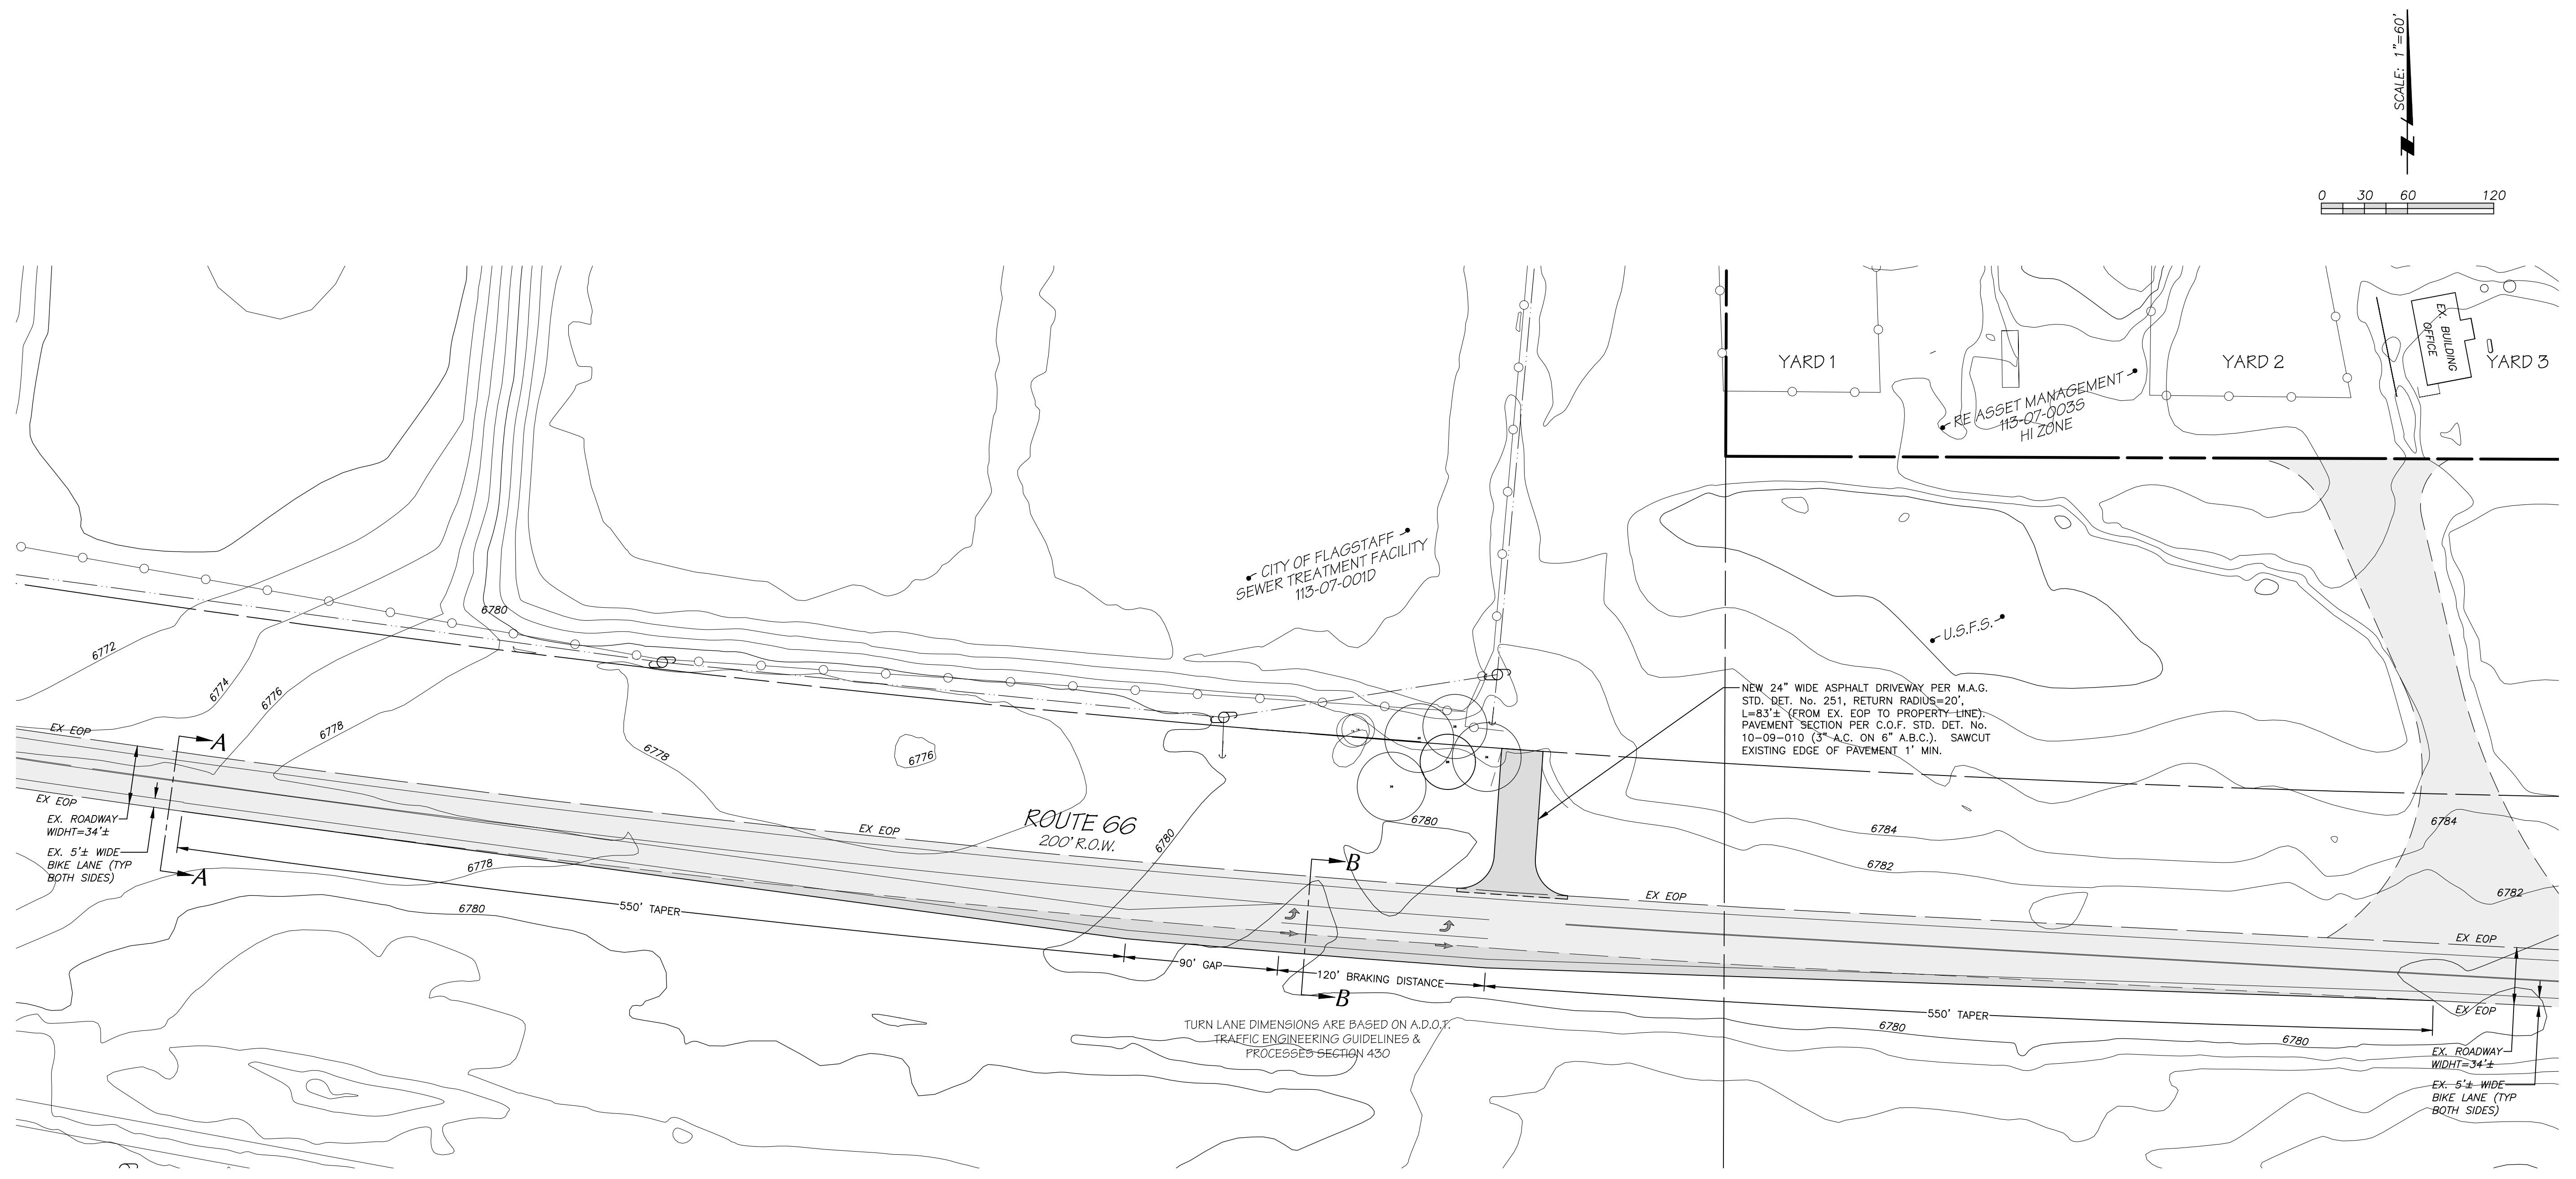 SCALE: 1"=60'
0 30 60 120
YARD 1
YARD 2
YARD 3
EX. BUILDING
OFFICE
RE ASSET MANAGEMENT
113-07-003S
HI ZONE
CITY OF FLAGSTAFF
SEWER TREATMENT FACILITY
113-07-001D
U.S.F.S.
6780
6772
6774
6776
6778
6778
6776
NEW 24" WIDE ASPHALT DRIVEWAY PER M.A.G.
STD. DET. No. 251, RETURN RADIUS=20',
L=83'± (FROM EX. EOP TO PROPERTY LINE).
PAVEMENT SECTION PER C.O.F. STD. DET. No.
10-09-010 (3" A.C. ON 6" A.B.C.). SAWCUT
EXISTING EDGE OF PAVEMENT 1' MIN.
EX EOP
A
EX EOP
EX. ROADWAY
WIDHT=34'±
EX. 5'± WIDE
BIKE LANE (TYP
BOTH SIDES)
A
EX EOP
ROUTE 66
200' R.O.W.
6780
6780
6784
6784
6782
6782
6778
6780
B
EX EOP
550' TAPER
90' GAP
120' BRAKING DISTANCE
B
EX EOP
EX EOP
550' TAPER
TURN LANE DIMENSIONS ARE BASED ON A.D.O.T.
TRAFFIC ENGINEERING GUIDELINES &
PROCESSES SECTION 430
6780
6780
EX. ROADWAY
WIDHT=34'±
EX. 5'± WIDE
BIKE LANE (TYP
BOTH SIDES)